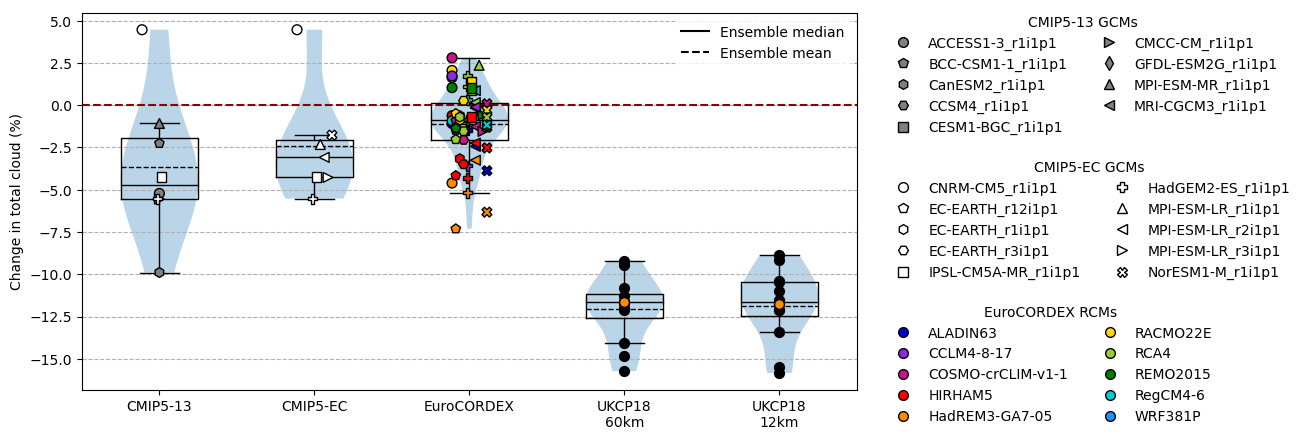 Change in total cloud (%)
5.0
2.5
0.0
−2.5
−5.0
−7.5
−10.0
−12.5
−15.0
Ensemble median
Ensemble mean
CMIP5-13
CMIP5-EC
EuroCORDEX
UKCP18
60km
UKCP18
12km
CMIP5-13 GCMs
ACCESS1-3_r1i1p1
BCC-CSM1-1_r1i1p1
CanESM2_r1i1p1
CCSM4_r1i1p1
CESM1-BGC_r1i1p1
CMCC-CM_r1i1p1
GFDL-ESM2G_r1i1p1
MPI-ESM-MR_r1i1p1
MRI-CGCM3_r1i1p1
CMIP5-EC GCMs
CNRM-CM5_r1i1p1
EC-EARTH_r12i1p1
EC-EARTH_r1i1p1
EC-EARTH_r3i1p1
IPSL-CM5A-MR_r1i1p1
HadGEM2-ES_r1i1p1
MPI-ESM-LR_r1i1p1
MPI-ESM-LR_r2i1p1
MPI-ESM-LR_r3i1p1
NorESM1-M_r1i1p1
EuroCORDEX RCMs
ALADIN63
CCLM4-8-17
COSMO-crCLIM-v1-1
HIRHAM5
HadREM3-GA7-05
RACMO22E
RCA4
REMO2015
RegCM4-6
WRF381P